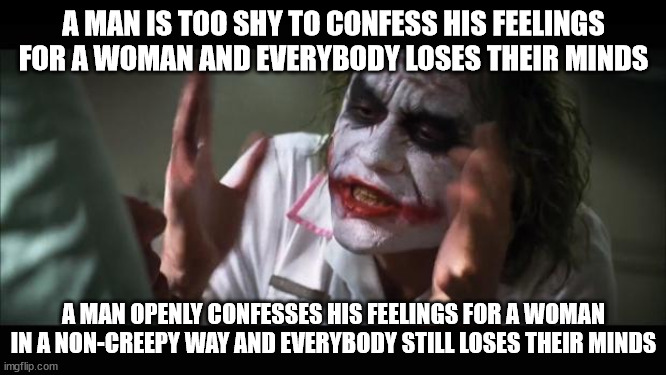 A MAN IS TOO SHY TO CONFESS HIS FEELINGS
FOR A WOMAN AND EVERYBODY LOSES THEIR MINDS
A MAN OPENLY CONFESSES HIS FEELINGS FOR A WOMAN
IN A NON-CREEPY WAY AND EVERYBODY STILL LOSES THEIR MINDS
imgflip.com